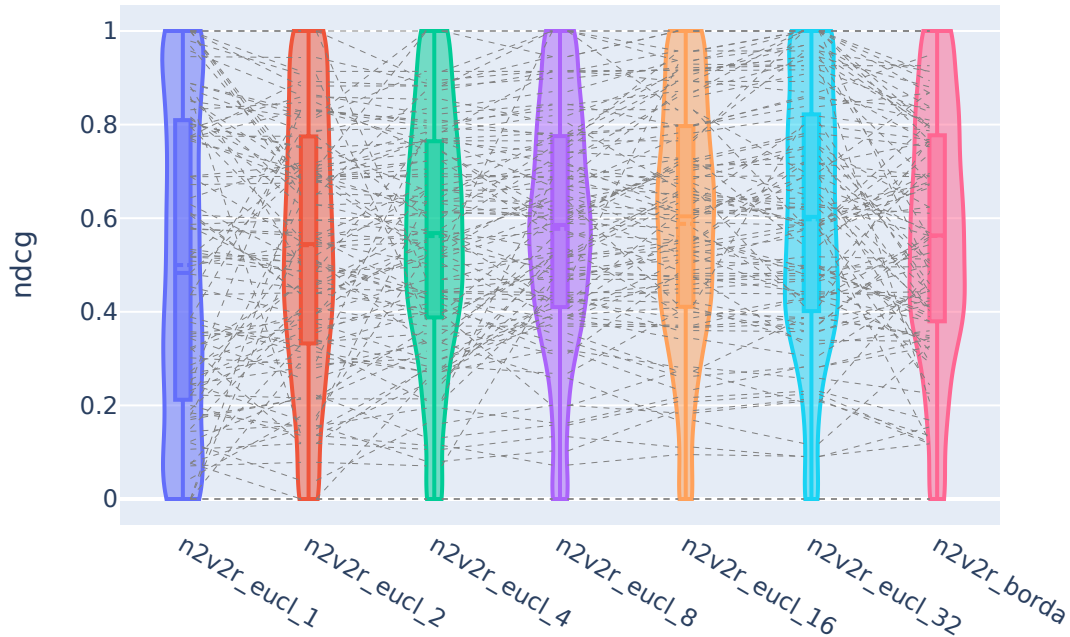 1
0.8
0.6
0.4
0.2
0
ndcg
n2v2r_eucl_1
n2v2r_eucl_2
n2v2r_eucl_4
n2v2r_eucl_8
n2v2r_eucl_16
n2v2r_eucl_32
n2v2r_borda